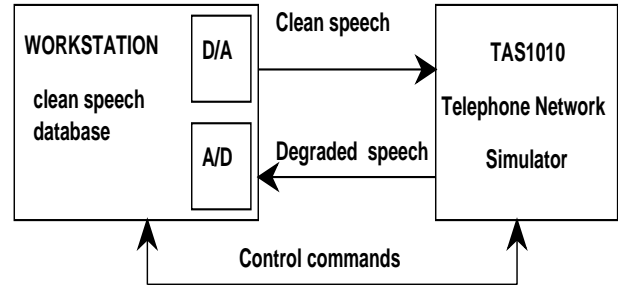 WORKSTATION
clean speech
database
D/A
A/D
Clean speech
Degraded speech
TAS1010
Telephone Network
Simulator
Control commands